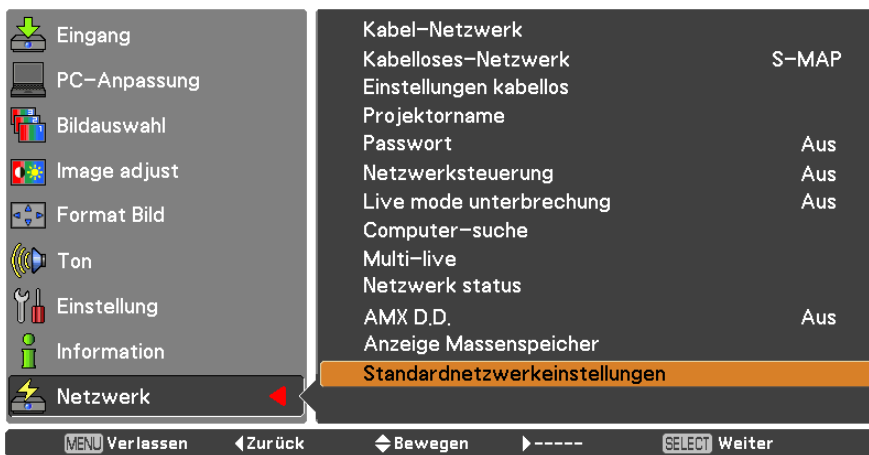 Eingang
PC-Anpassung
Bildauswahl
Image adjust
Format Bild
Ton
Einstellung
Information
Netzwerk
Kabel-Netzwerk
Kabelloses-Netzwerk S-MAP
Einstellungen kabellos
Projektorname
Passwort Aus
Netzwerksteuerung Aus
Live mode unterbrechung Aus
Computer-suche
Multi-live
Netzwerk status
AMX D.D. Aus
Anzeige Massenspeicher
Standardnetzwerkeinstellungen
MENU Verlassen Zurück Bewegen ----- SELECT Weiter